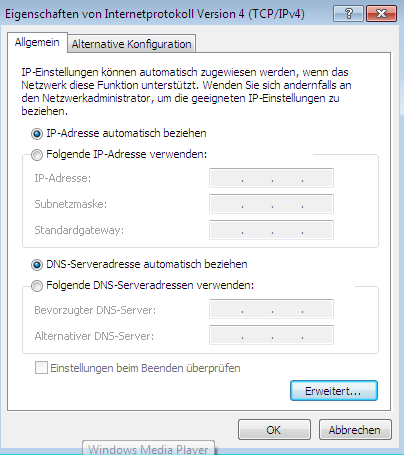 Eigenschaften von Internetprotokoll Version 4 (TCP/IPv4)
Allgemein
Alternative Konfiguration
IP-Einstellungen können automatisch zugewiesen werden, wenn das
Netzwerk diese Funktion unterstützt. Wenden Sie sich andernfalls an
den Netzwerkadministrator, um die geeigneten IP-Einstellungen zu
beziehen.
IP-Adresse automatisch beziehen
Folgende IP-Adresse verwenden:
IP-Adresse:
Subnetzmaske:
Standardgateway:
DNS-Serveradresse automatisch beziehen
Folgende DNS-Serveradressen verwenden:
Bevorzugter DNS-Server:
Alternativer DNS-Server:
Einstellungen beim Beenden überprüfen
Erweitert...
OK
Abbrechen
Windows Media Player